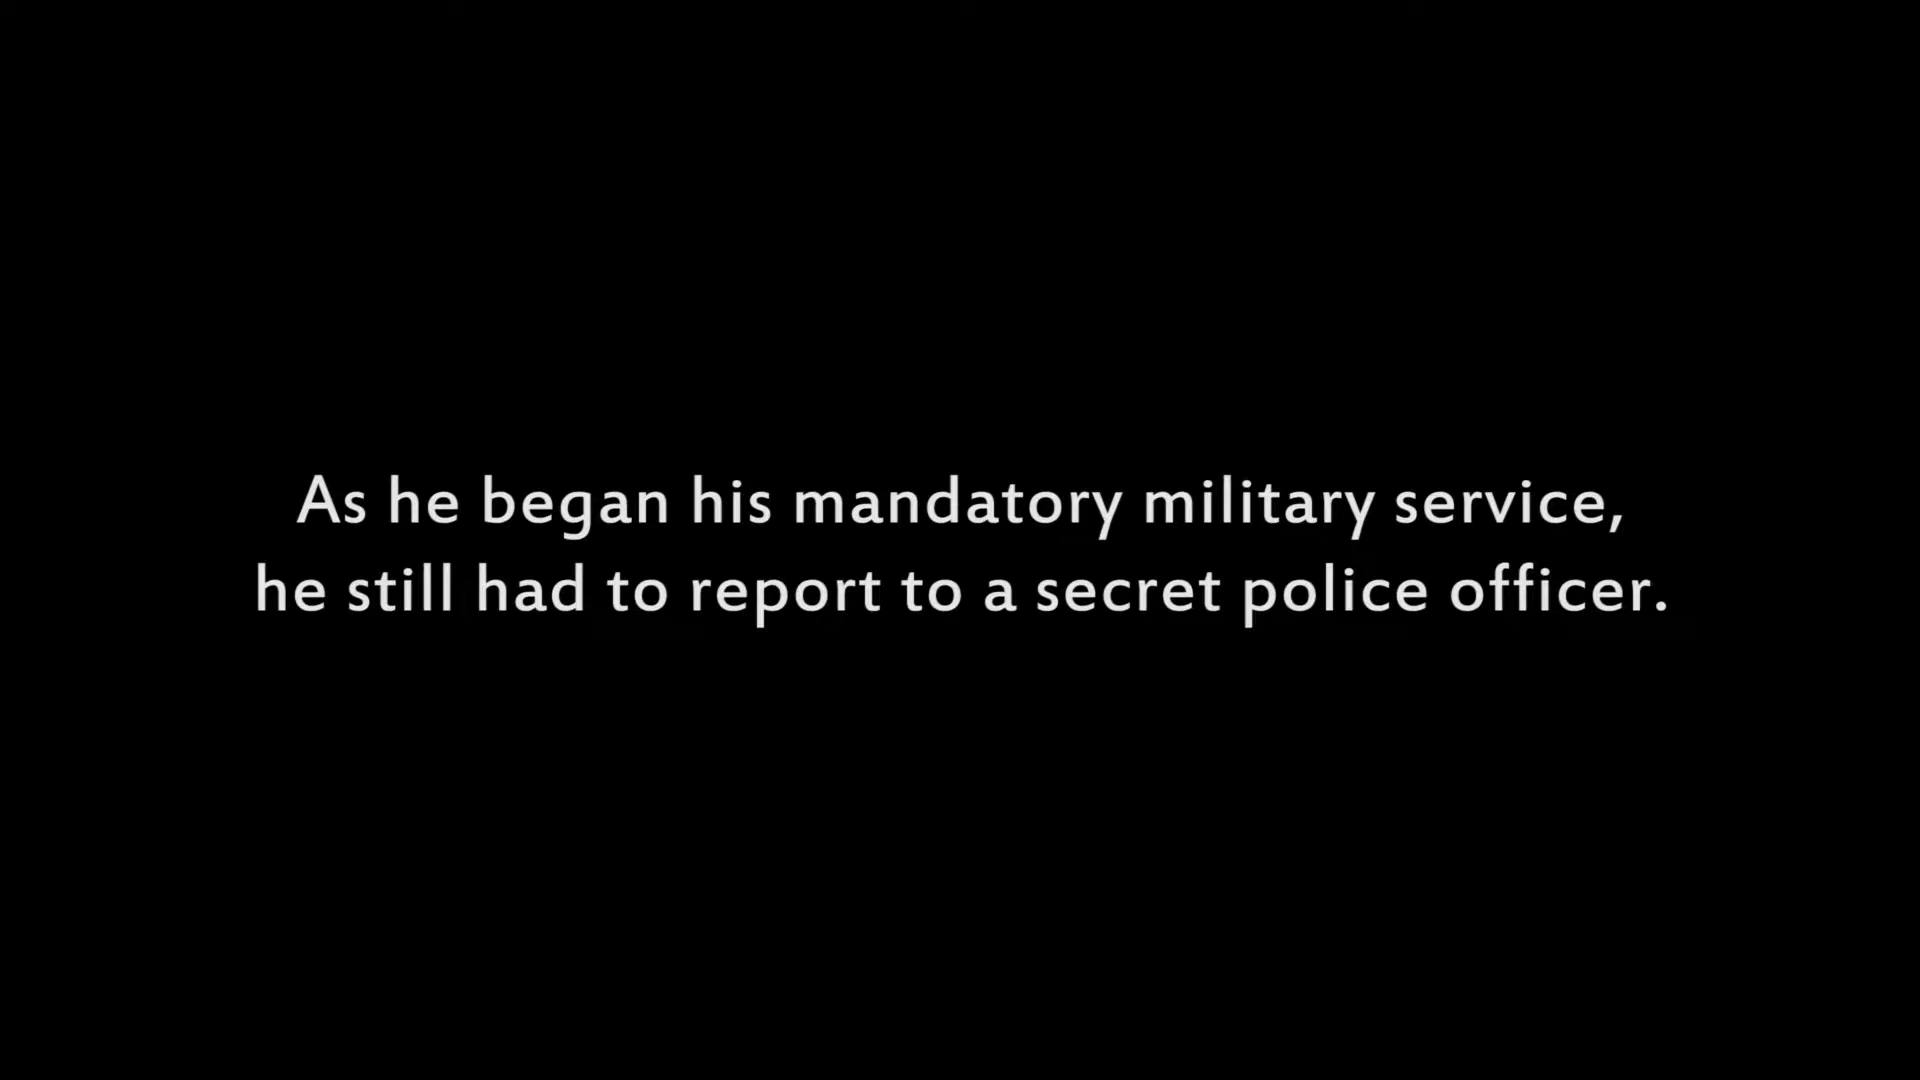 As he began his mandatory military service,
he still had to report to a secret police officer.